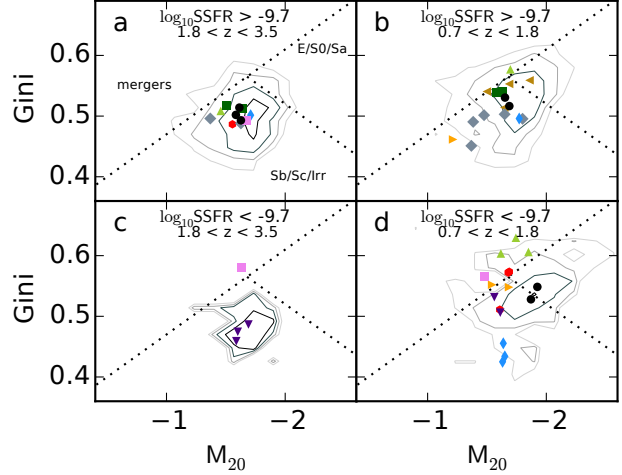 a
log10SSFR > -9.7
1.8 < z < 3.5
E/S0/Sa
mergers
Sb/Sc/Irr
b
log10SSFR > -9.7
0.7 < z < 1.8
c
log10SSFR < -9.7
1.8 < z < 3.5
d
log10SSFR < -9.7
0.7 < z < 1.8
Gini
0.6
0.5
0.4
Gini
0.6
0.5
0.4
−1
−2
−1
−2
M20
M20